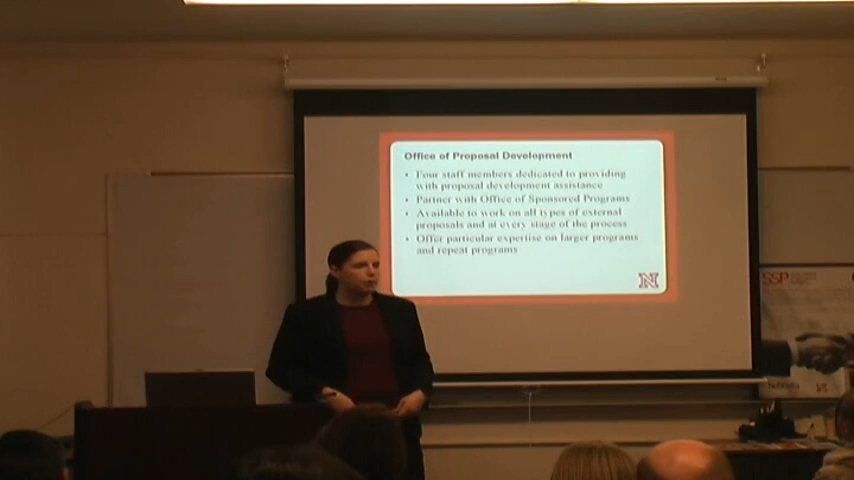 Office of Proposal Development
• Four staff members dedicated to providing
with proposal development assistance
• Partner with Office of Sponsored Programs
• Available to work on all types of external
proposals and at every stage of the process
• Offer particular expertise on larger programs
and repeat programs
N
SSP
N